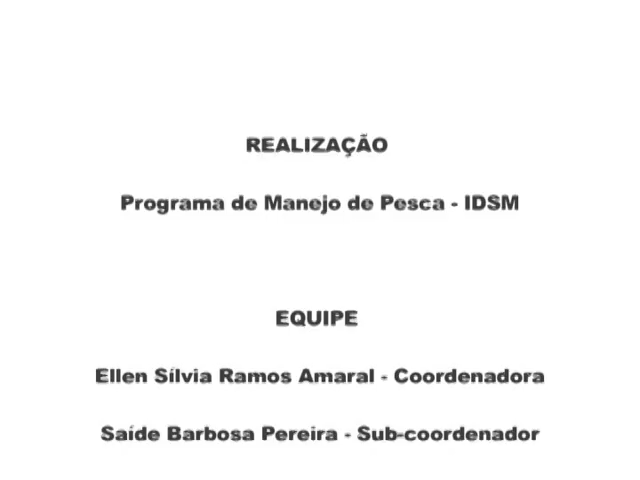 REALIZAÇÃO
Programa de Manejo de Pesca - IDSM
EQUIPE
Ellen Sílvia Ramos Amaral - Coordenadora
Saíde Barbosa Pereira - Sub-coordenador